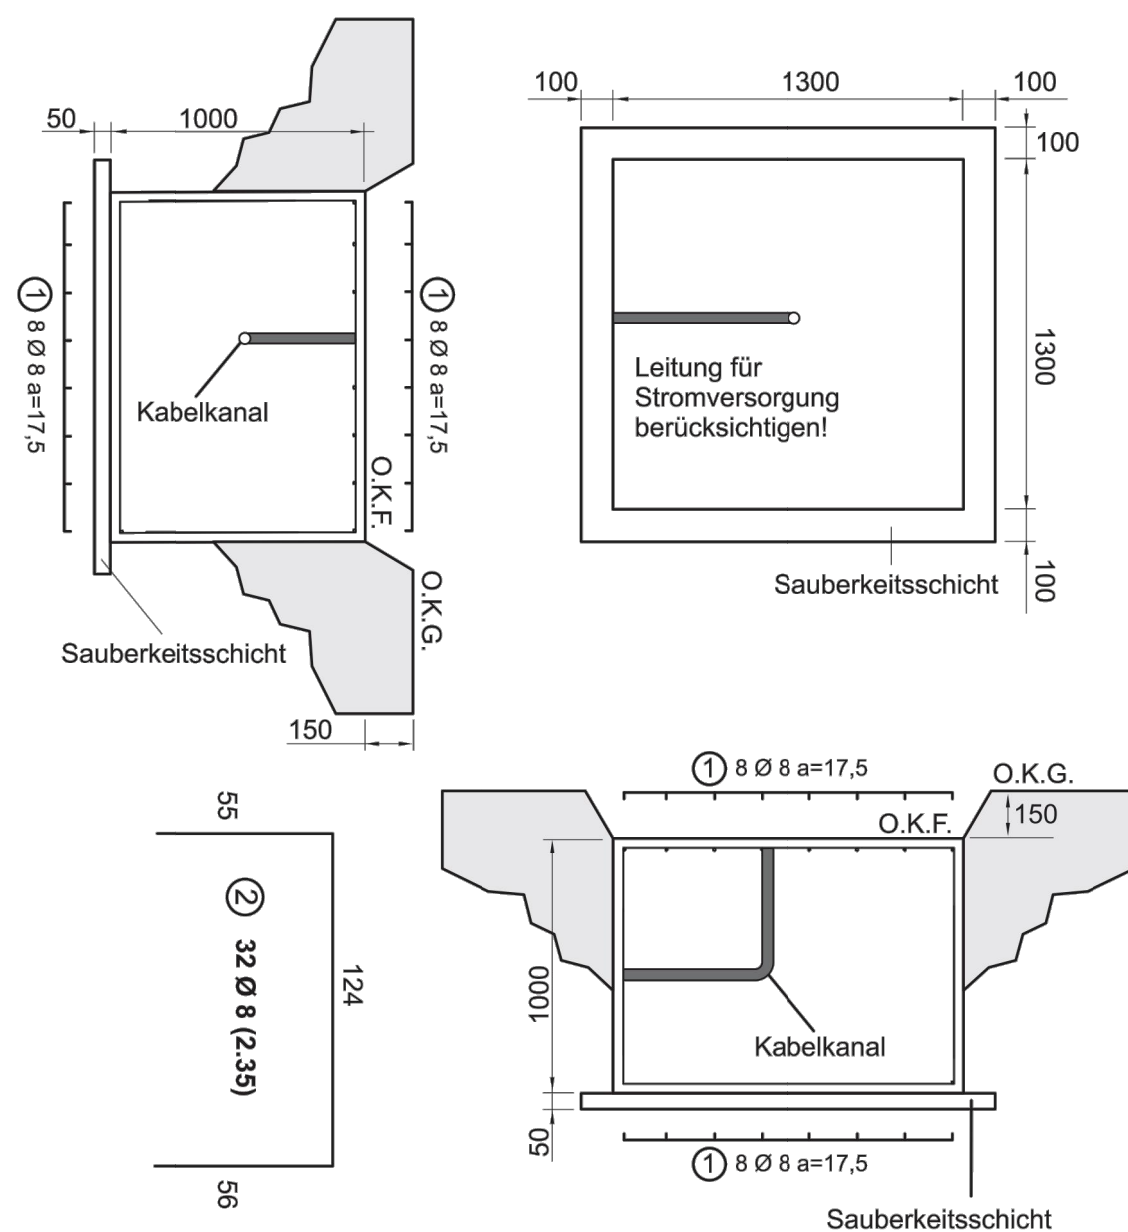 50
1000
① 8 Ø 8 a=17,5
Kabelkanal
① 8 Ø 8 a=17,5
O.K.F.
O.K.G.
Sauberkeitsschicht
150
100
1300
100
100
1300
100
Leitung für
Stromversorgung
berücksichtigen!
Sauberkeitsschicht
55
② 32 Ø 8 (2.35)
124
56
① 8 Ø 8 a=17,5
O.K.G.
150
O.K.F.
1000
Kabelkanal
50
① 8 Ø 8 a=17,5
Sauberkeitsschicht